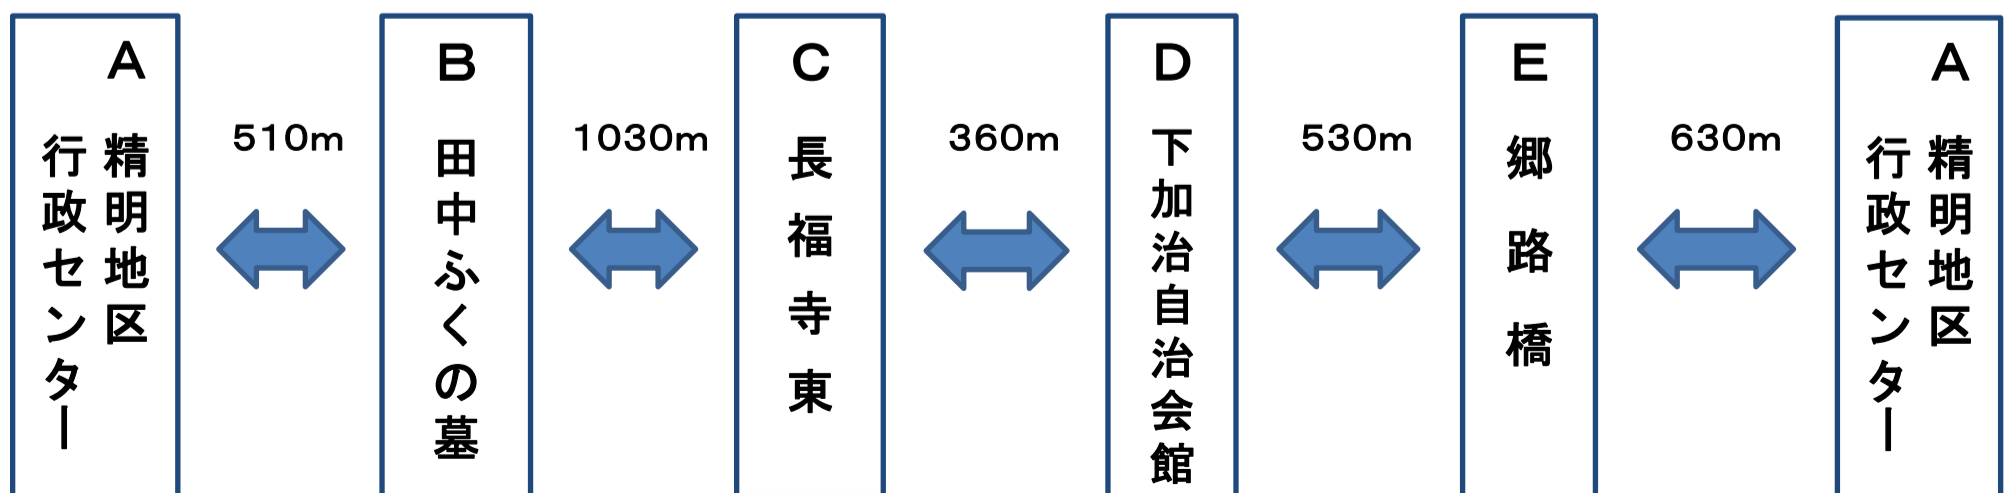 A
精明地区
行政センター
510m
B
田中ふくの墓
1030m
C
長福寺東
360m
D
下加治自治会館
530m
E
郷路橋
630m
A
精明地区
行政センター